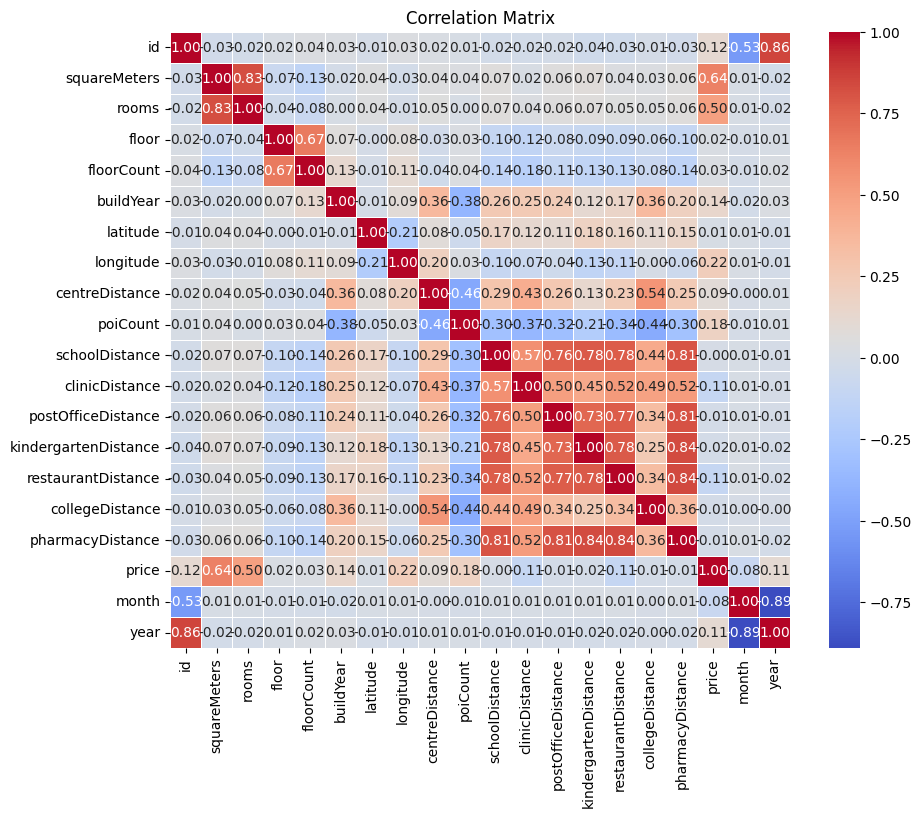 Correlation Matrix
id 1.00 -0.03 -0.02 0.02 0.04 0.03 -0.01 0.03 0.02 0.01 -0.02 -0.02 -0.02 -0.04 -0.03 -0.01 -0.03 0.12 -0.53 0.86
squareMeters -0.03 1.00 0.83 -0.07 -0.13 -0.02 0.04 -0.03 0.04 0.04 0.07 0.02 0.06 0.07 0.04 0.03 0.06 0.64 0.01 -0.02
rooms -0.02 0.83 1.00 -0.04 -0.08 0.00 0.04 -0.01 0.05 0.00 0.07 0.04 0.06 0.07 0.05 0.05 0.06 0.50 0.01 -0.02
floor 0.02 -0.07 -0.04 1.00 0.67 0.07 -0.00 0.08 -0.03 0.03 -0.10 -0.12 -0.08 -0.09 -0.09 -0.06 -0.10 0.02 -0.01 0.01
floorCount 0.04 -0.13 -0.08 0.67 1.00 0.13 -0.01 0.11 -0.04 0.04 -0.14 -0.18 -0.11 -0.13 -0.13 -0.08 -0.14 0.03 -0.01 0.02
buildYear 0.03 -0.02 0.00 0.07 0.13 1.00 -0.01 0.09 0.36 -0.38 0.26 0.25 0.24 0.12 0.17 0.36 0.20 0.14 -0.02 0.03
latitude -0.01 0.04 0.04 -0.00 -0.01 -0.01 1.00 -0.21 0.08 -0.05 0.17 0.12 0.11 0.18 0.16 0.11 0.15 0.01 0.01 -0.01
longitude 0.03 -0.03 -0.01 0.08 0.11 0.09 -0.21 1.00 0.20 0.03 -0.10 -0.07 -0.04 -0.13 -0.11 -0.00 -0.06 0.22 0.01 -0.01
centreDistance 0.02 0.04 0.05 -0.03 -0.04 0.36 0.08 0.20 1.00 -0.46 0.29 0.43 0.26 0.13 0.23 0.54 0.25 0.09 -0.00 0.01
poiCount 0.01 0.04 0.00 0.03 0.04 -0.38 -0.05 0.03 -0.46 1.00 -0.30 -0.37 -0.32 -0.21 -0.34 -0.44 -0.30 0.18 -0.01 0.01
schoolDistance -0.02 0.07 0.07 -0.10 -0.14 0.26 0.17 -0.10 0.29 -0.30 1.00 0.57 0.76 0.78 0.78 0.44 0.81 -0.00 0.01 -0.01
clinicDistance -0.02 0.02 0.04 -0.12 -0.18 0.25 0.12 -0.07 0.43 -0.37 0.57 1.00 0.50 0.45 0.52 0.49 0.52 -0.11 0.01 -0.01
postOfficeDistance -0.02 0.06 0.06 -0.08 -0.11 0.24 0.11 -0.04 0.26 -0.32 0.76 0.50 1.00 0.73 0.77 0.34 0.81 -0.01 0.01 -0.01
kindergartenDistance -0.04 0.07 0.07 -0.09 -0.13 0.12 0.18 -0.13 0.13 -0.21 0.78 0.45 0.73 1.00 0.78 0.25 0.84 -0.02 0.01 -0.02
restaurantDistance -0.03 0.04 0.05 -0.09 -0.13 0.17 0.16 -0.11 0.23 -0.34 0.78 0.52 0.77 0.78 1.00 0.34 0.84 -0.11 0.01 -0.02
collegeDistance -0.01 0.03 0.05 -0.06 -0.08 0.36 0.11 -0.00 0.54 -0.44 0.44 0.49 0.34 0.25 0.34 1.00 0.36 -0.01 0.00 -0.00
pharmacyDistance -0.03 0.06 0.06 -0.10 -0.14 0.20 0.15 -0.06 0.25 -0.30 0.81 0.52 0.81 0.84 0.84 0.36 1.00 -0.01 0.01 -0.02
price 0.12 0.64 0.50 0.02 0.03 0.14 0.01 0.22 0.09 0.18 -0.00 -0.11 -0.01 -0.02 -0.11 -0.01 -0.01 1.00 -0.08 0.11
month -0.53 0.01 0.01 -0.01 -0.01 -0.02 0.01 0.01 -0.00 -0.01 0.01 0.01 0.01 0.01 0.01 0.00 0.01 -0.08 1.00 -0.89
year 0.86 -0.02 -0.02 0.01 0.02 0.03 -0.01 -0.01 0.01 0.01 -0.01 -0.01 -0.01 -0.02 -0.02 -0.00 -0.02 0.11 -0.89 1.00
id
squareMeters
rooms
floor
floorCount
buildYear
latitude
longitude
centreDistance
poiCount
schoolDistance
clinicDistance
postOfficeDistance
kindergartenDistance
restaurantDistance
collegeDistance
pharmacyDistance
price
month
year
1.00
0.75
0.50
0.25
0.00
−0.25
−0.50
−0.75